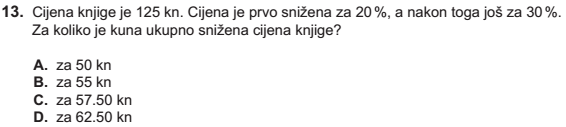 13. Cijena knjige je 125 kn. Cijena je prvo snižena za 20 %, a nakon toga još za 30 %.
Za koliko je kuna ukupno snižena cijena knjige?
A. za 50 kn
B. za 55 kn
C. za 57.50 kn
D. za 62.50 kn